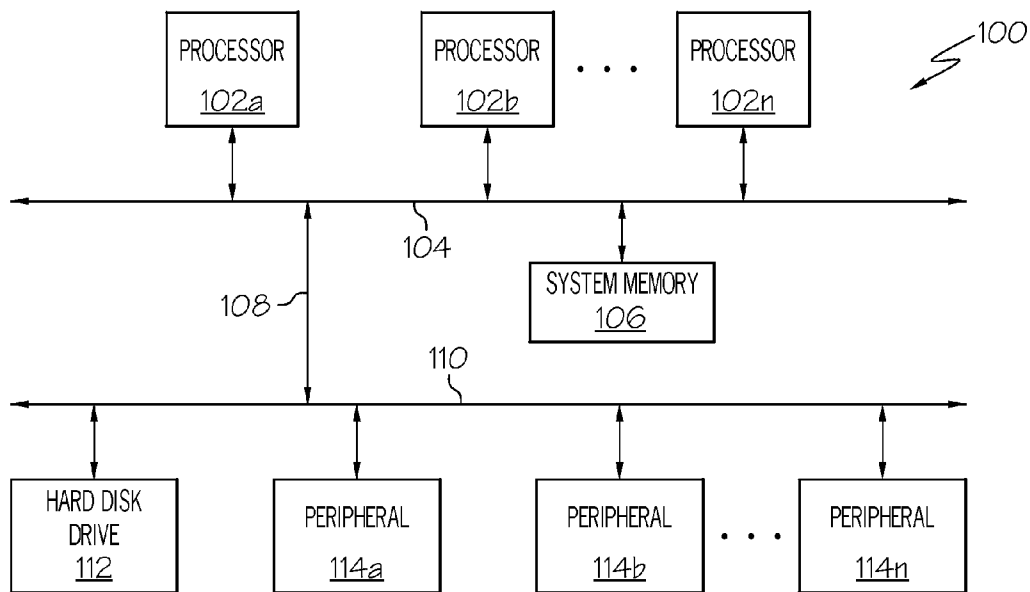 PROCESSOR
102a
PROCESSOR
102b
. . .
PROCESSOR
102n
100
104
108
SYSTEM MEMORY
106
110
HARD DISK
DRIVE
112
PERIPHERAL
114a
PERIPHERAL
114b
. . .
PERIPHERAL
114n